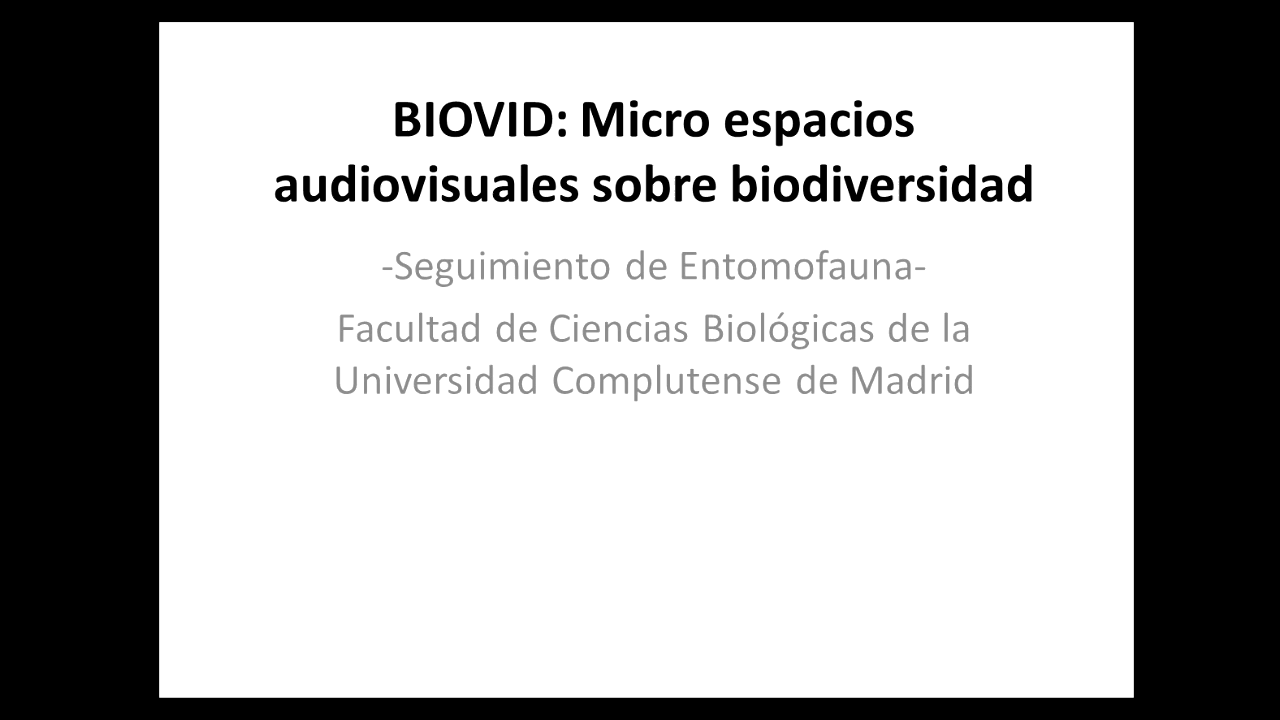 BIOVID: Micro espacios
audiovisuales sobre biodiversidad
-Seguimiento de Entomofauna-
Facultad de Ciencias Biológicas de la
Universidad Complutense de Madrid